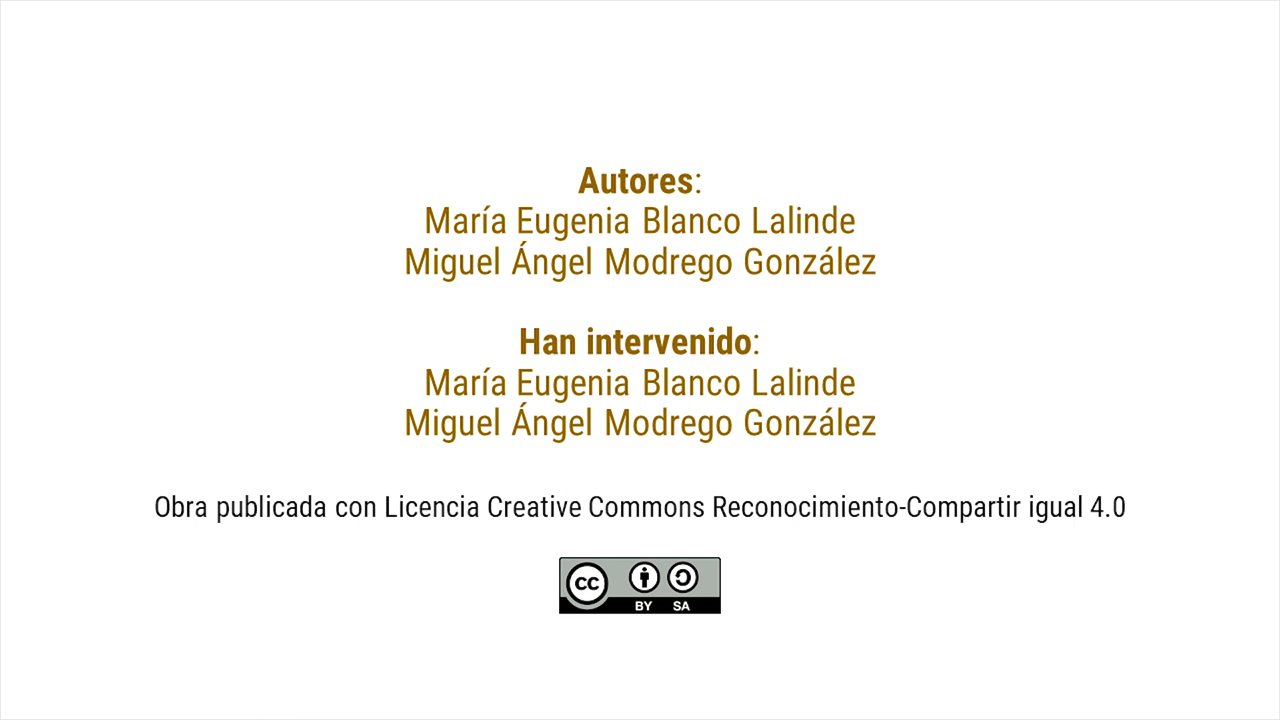 Autores:
María Eugenia Blanco Lalinde
Miguel Ángel Modrego González
Han intervenido:
María Eugenia Blanco Lalinde
Miguel Ángel Modrego González
Obra publicada con Licencia Creative Commons Reconocimiento-Compartir igual 4.0
cc
BY SA